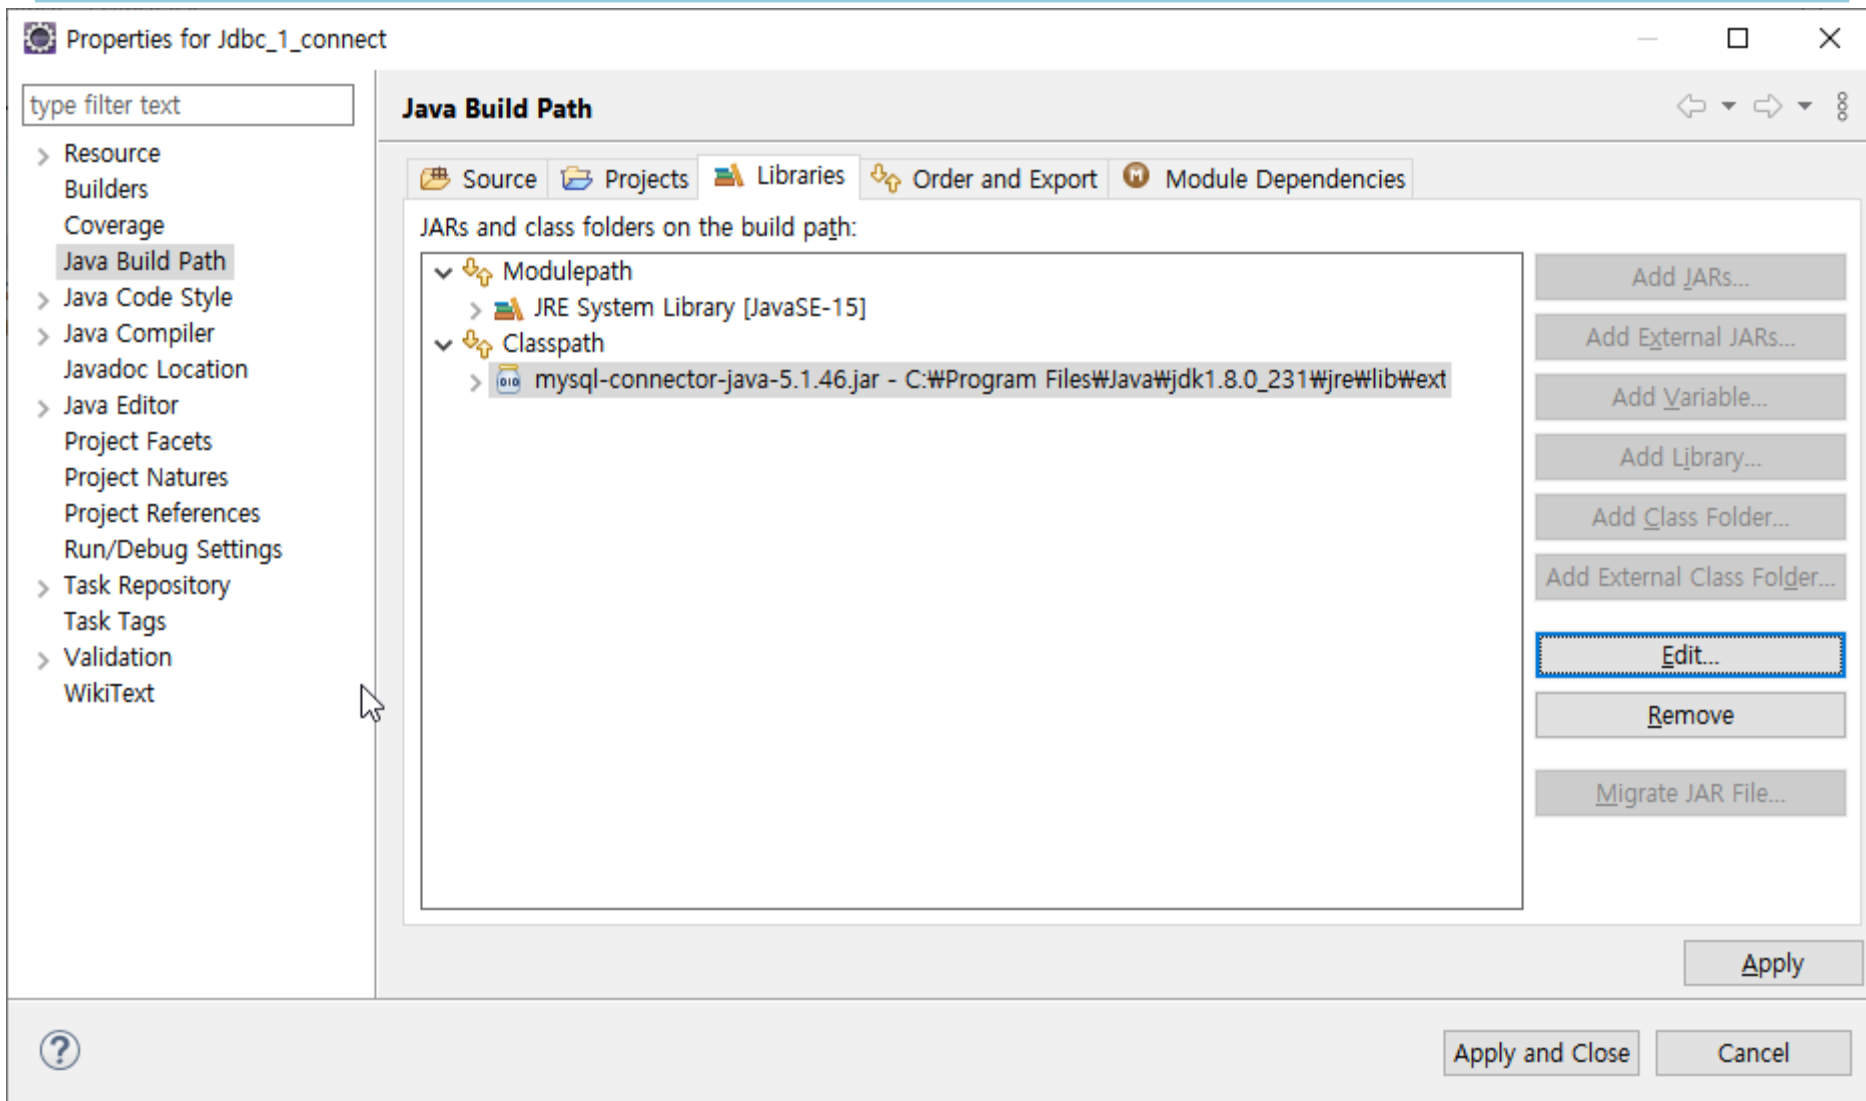 Properties for Jdbc_1_connect
type filter text
Resource
Builders
Coverage
Java Build Path
Java Code Style
Java Compiler
Javadoc Location
Java Editor
Project Facets
Project Natures
Project References
Run/Debug Settings
Task Repository
Task Tags
Validation
WikiText
Java Build Path
Source Projects Libraries Order and Export Module Dependencies
JARs and class folders on the build path:
Modulepath
JRE System Library [JavaSE-15]
Classpath
mysql-connector-java-5.1.46.jar - C:₩Program Files₩Java₩jdk1.8.0_231₩jre₩lib₩ext
Add JARs...
Add External JARs...
Add Variable...
Add Library...
Add Class Folder...
Add External Class Folder...
Edit...
Remove
Migrate JAR File...
Apply
Apply and Close Cancel